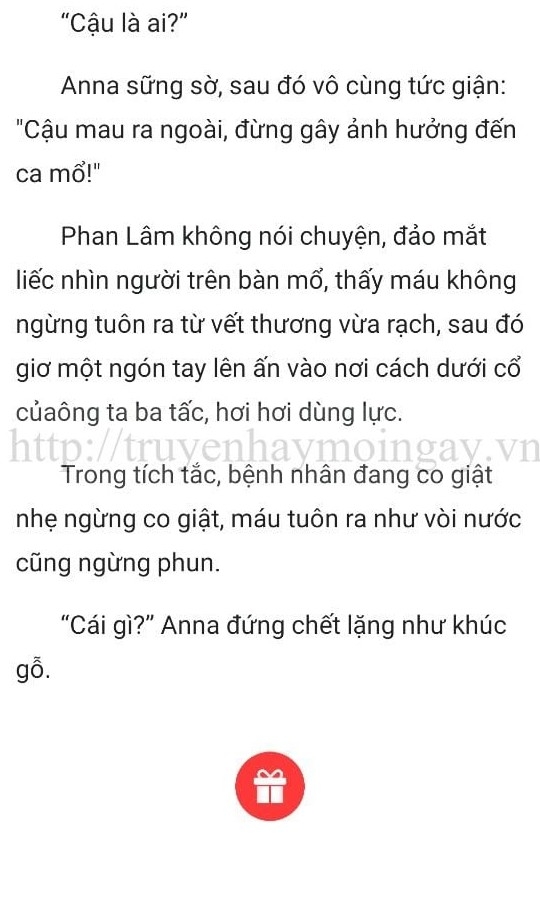 “Cậu là ai?”
Anna sững sờ, sau đó vô cùng tức giận:
"Cậu mau ra ngoài, đừng gây ảnh hưởng đến
ca mổ!"
Phan Lâm không nói chuyện, đảo mắt
liếc nhìn người trên bàn mổ, thấy máu không
ngừng tuôn ra từ vết thương vừa rạch, sau đó
giơ một ngón tay lên ấn vào nơi cách dưới cổ
củaông ta ba tấc, hơi hơi dùng lực.
http://truyenhaymoingay.vn
Trong tích tắc, bệnh nhân đang co giật
nhẹ ngừng co giật, máu tuôn ra như vòi nước
cũng ngừng phun.
“Cái gì?” Anna đứng chết lặng như khúc
gỗ.